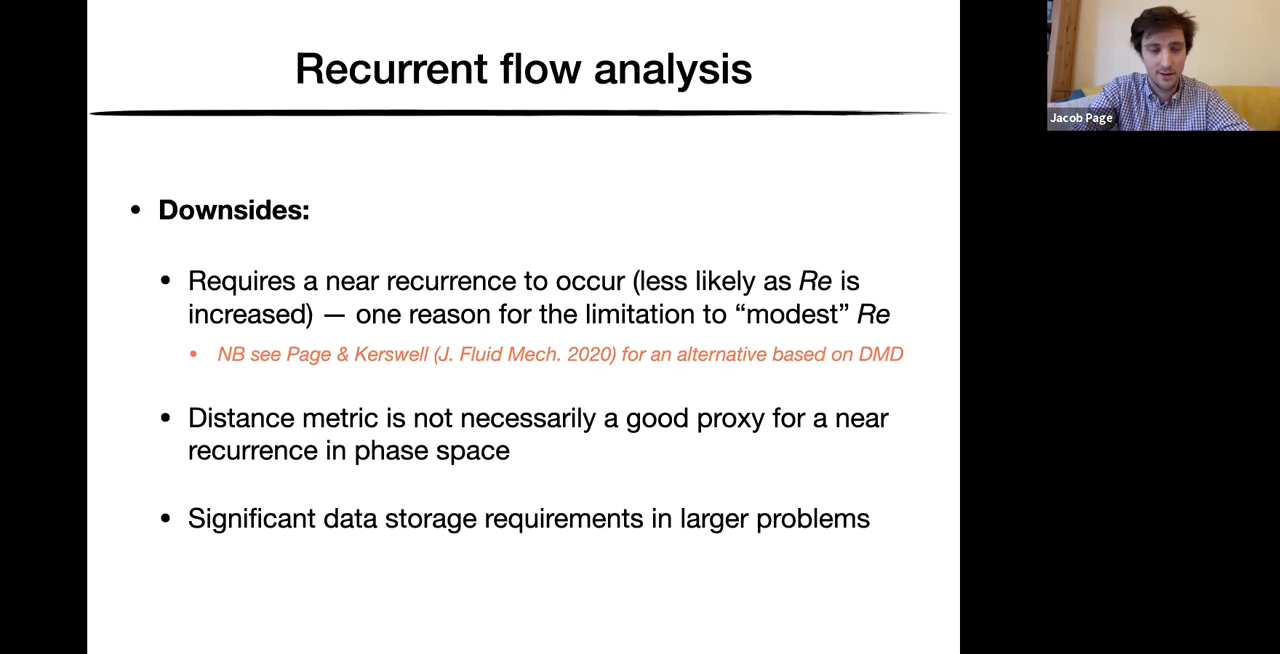 Recurrent flow analysis
Jacob Page
• Downsides:
• Requires a near recurrence to occur (less likely as Re is
increased) — one reason for the limitation to “modest” Re
• NB see Page & Kerswell (J. Fluid Mech. 2020) for an alternative based on DMD
• Distance metric is not necessarily a good proxy for a near
recurrence in phase space
• Significant data storage requirements in larger problems